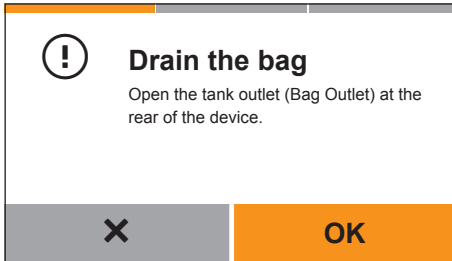 Drain the bag
Open the tank outlet (Bag Outlet) at the
rear of the device.
OK